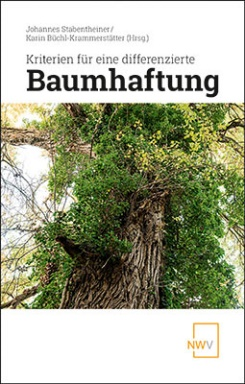 Johannes Stabentheiner/
Karin Büchl-Krammerstätter (Hrsg.)
Kriterien für eine differenzierte
Baumhaftung
NWV